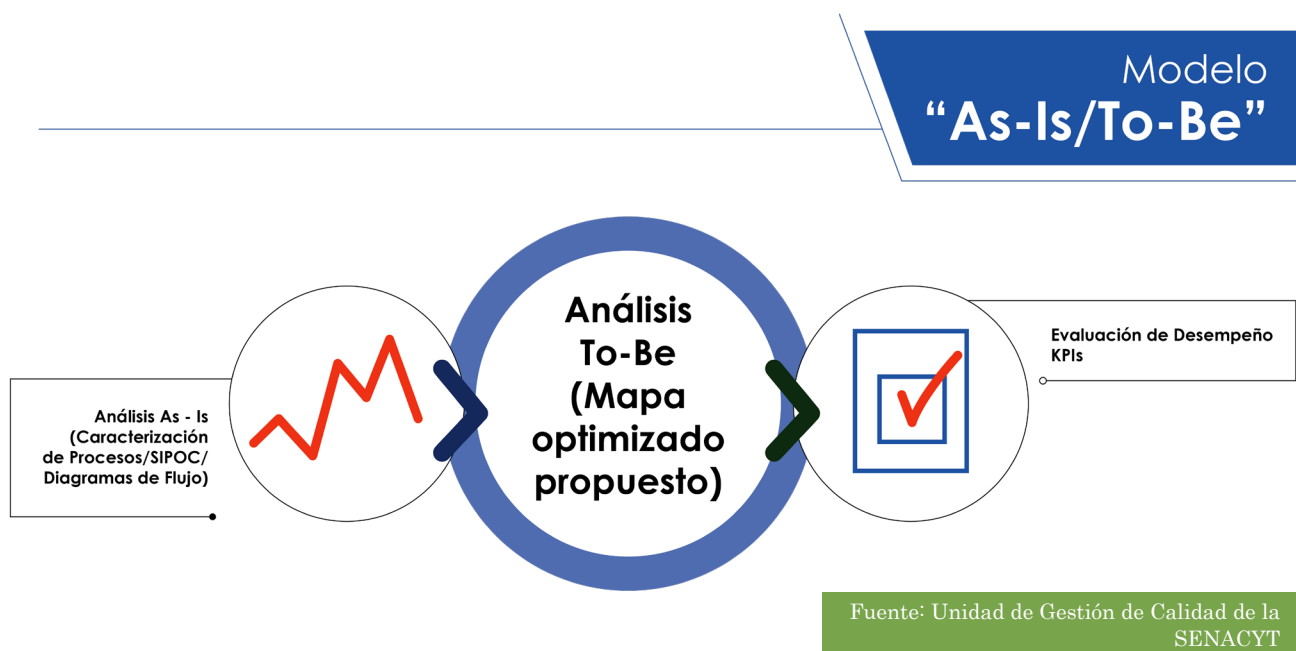 Modelo
“As-Is/To-Be”
Análisis As - Is
(Caracterización
de Procesos/SIPOC/
Diagramas de Flujo)
Análisis
To-Be
(Mapa
optimizado
propuesto)
Evaluación de Desempeño
KPIs
Fuente: Unidad de Gestión de Calidad de la
SENACYT